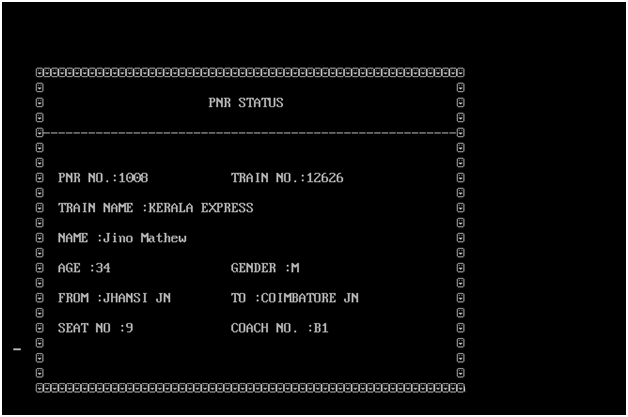 PNR STATUS
PNR NO.:1008 TRAIN NO.:12626
TRAIN NAME :KERALA EXPRESS
NAME :Jino Mathew
AGE :34 GENDER :M
FROM :JHANSI JN TO :COIMBATORE JN
SEAT NO :9 COACH NO. :B1